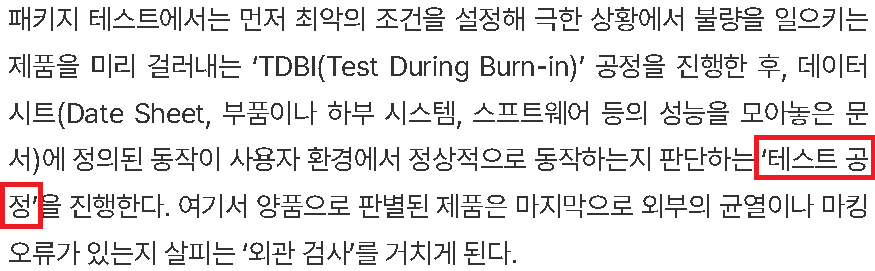 패키지 테스트에서는 먼저 최악의 조건을 설정해 극한 상황에서 불량을 일으키는
제품을 미리 걸러내는 ‘TDBI(Test During Burn-in)’ 공정을 진행한 후, 데이터
시트(Date Sheet, 부품이나 하부 시스템, 스프트웨어 등의 성능을 모아놓은 문
서)에 정의된 동작이 사용자 환경에서 정상적으로 동작하는지 판단하는 ‘테스트 공
정’을 진행한다. 여기서 양품으로 판별된 제품은 마지막으로 외부의 균열이나 마킹
오류가 있는지 살피는 ‘외관 검사’를 거치게 된다.